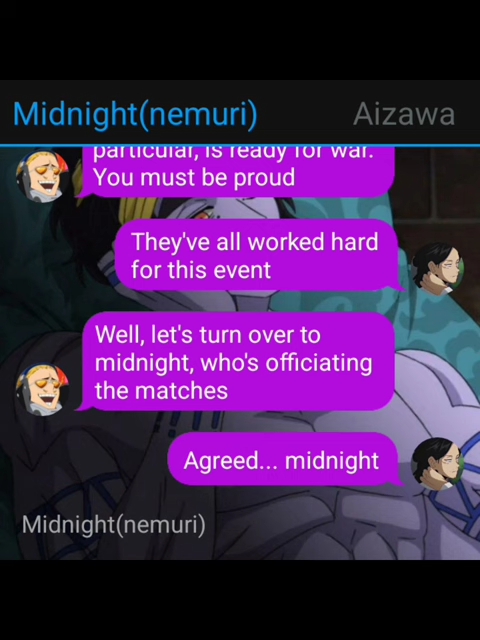 Midnight(nemuri) Aizawa
particular, is ready for war.
You must be proud
They've all worked hard
for this event
Well, let's turn over to
midnight, who's officiating
the matches
Agreed... midnight
Midnight(nemuri)